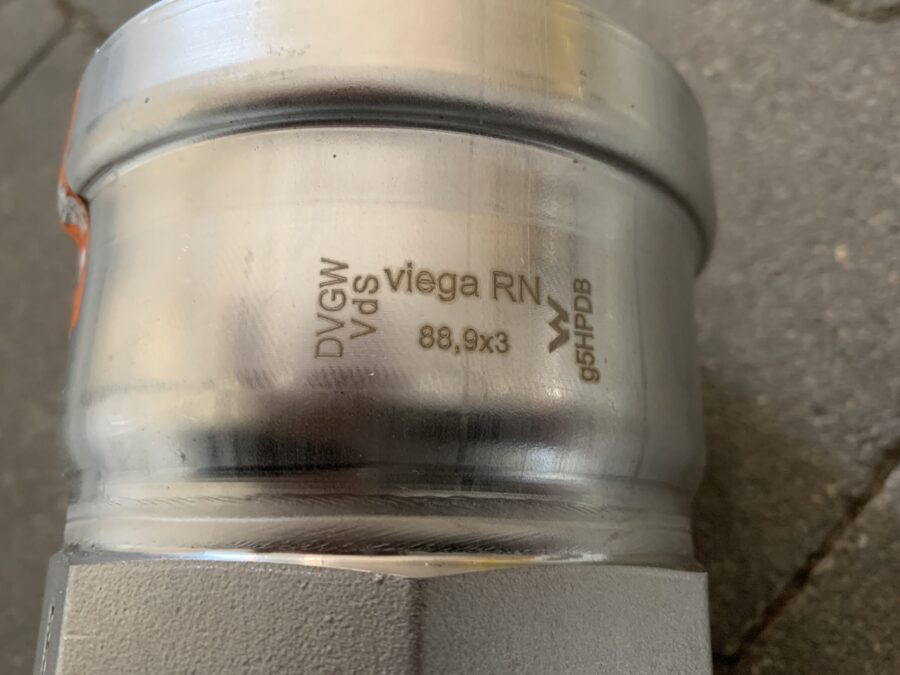 DVGW
VdS
viega RN
88,9x3
g5HPDB